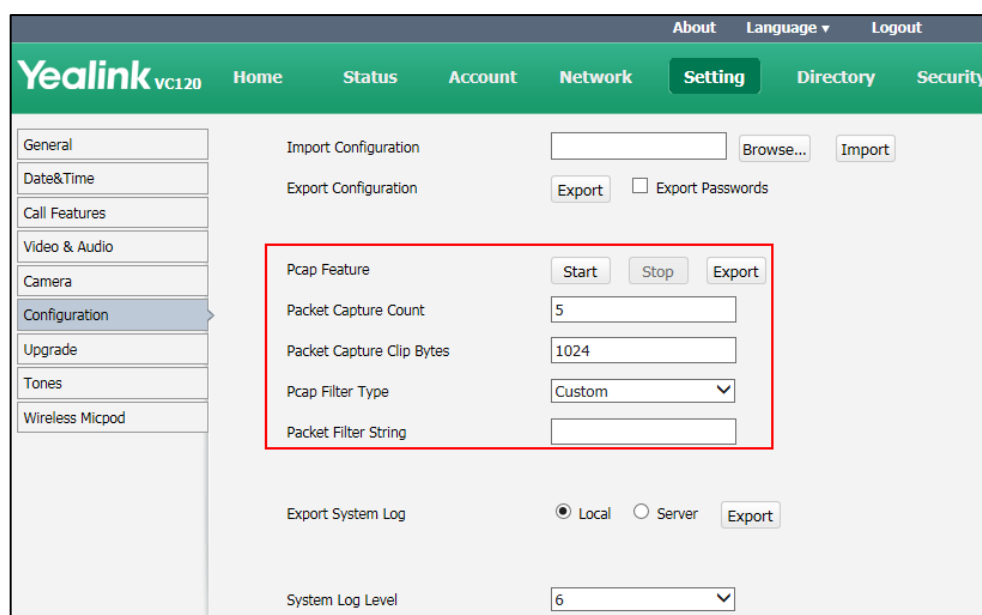 About Language ▾ Logout
Yealink VC120 Home Status Account Network Setting Directory Security
General
Date&Time
Call Features
Video & Audio
Camera
Configuration
Upgrade
Tones
Wireless Micpod
Import Configuration Browse... Import
Export Configuration Export Export Passwords
Pcap Feature Start Stop Export
Packet Capture Count 5
Packet Capture Clip Bytes 1024
Pcap Filter Type Custom
Packet Filter String
Export System Log Local Server Export
System Log Level 6